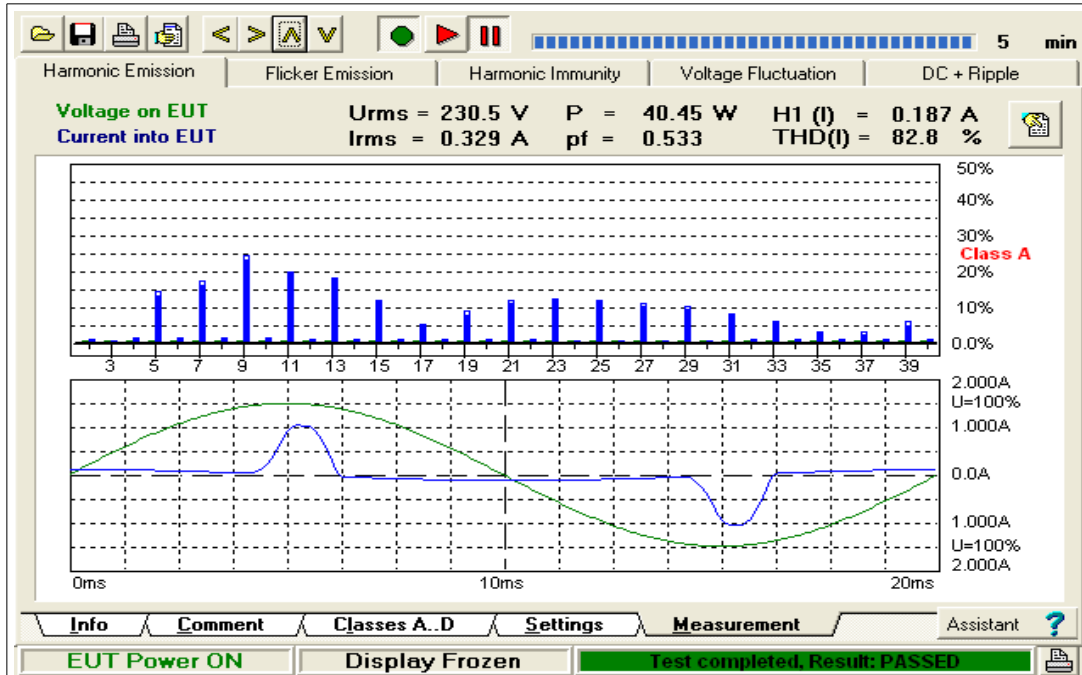 5 min
Harmonic Emission Flicker Emission Harmonic Immunity Voltage Fluctuation DC + Ripple
Voltage on EUT Urms = 230.5 V P = 40.45 W H1 (I) = 0.187 A
Current into EUT Irms = 0.329 A pf = 0.533 THD(I) = 82.8 %
50%
40%
30%
Class A
20%
10%
0.0%
3 5 7 9 11 13 15 17 19 21 23 25 27 29 31 33 35 37 39
2.000A
U=100%
1.000A
0.0A
1.000A
U=100%
2.000A
0ms 10ms 20ms
Info Comment Classes A..D Settings Measurement Assistant ?
EUT Power ON Display Frozen Test completed, Result: PASSED